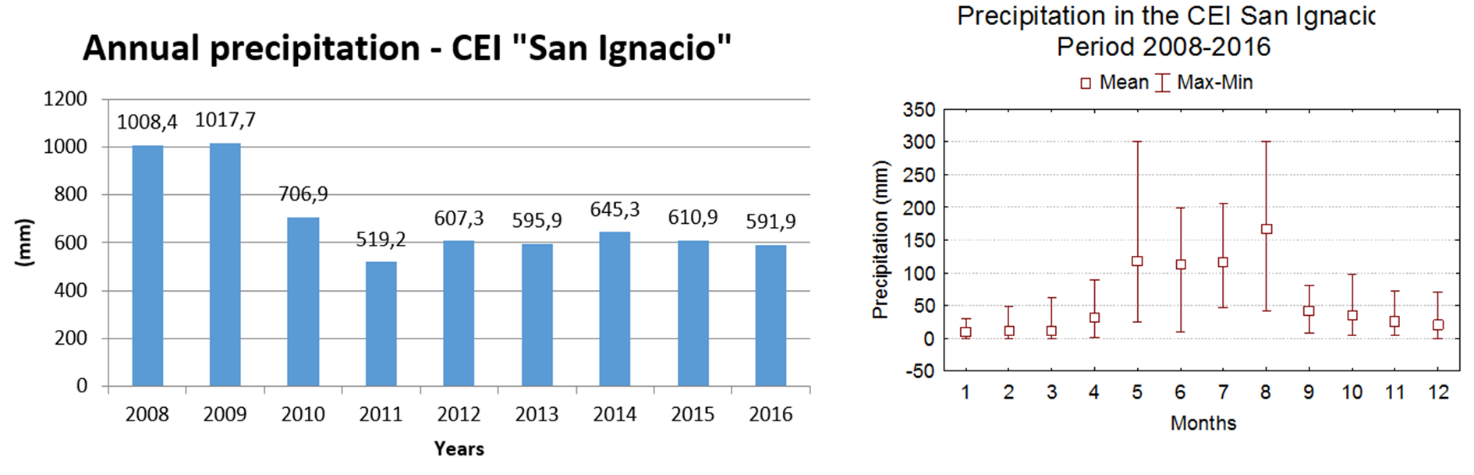 Annual precipitation - CEI "San Ignacio"
1200
1000
800
600
400
200
0
(mm)
1008,4
1017,7
706,9
519,2
607,3
595,9
645,3
610,9
591,9
2008 2009 2010 2011 2012 2013 2014 2015 2016
Years
Precipitation in the CEI San Ignacio
Period 2008-2016
Mean Max-Min
350
300
250
200
150
100
50
0
-50
Precipitation (mm)
1 2 3 4 5 6 7 8 9 10 11 12
Months